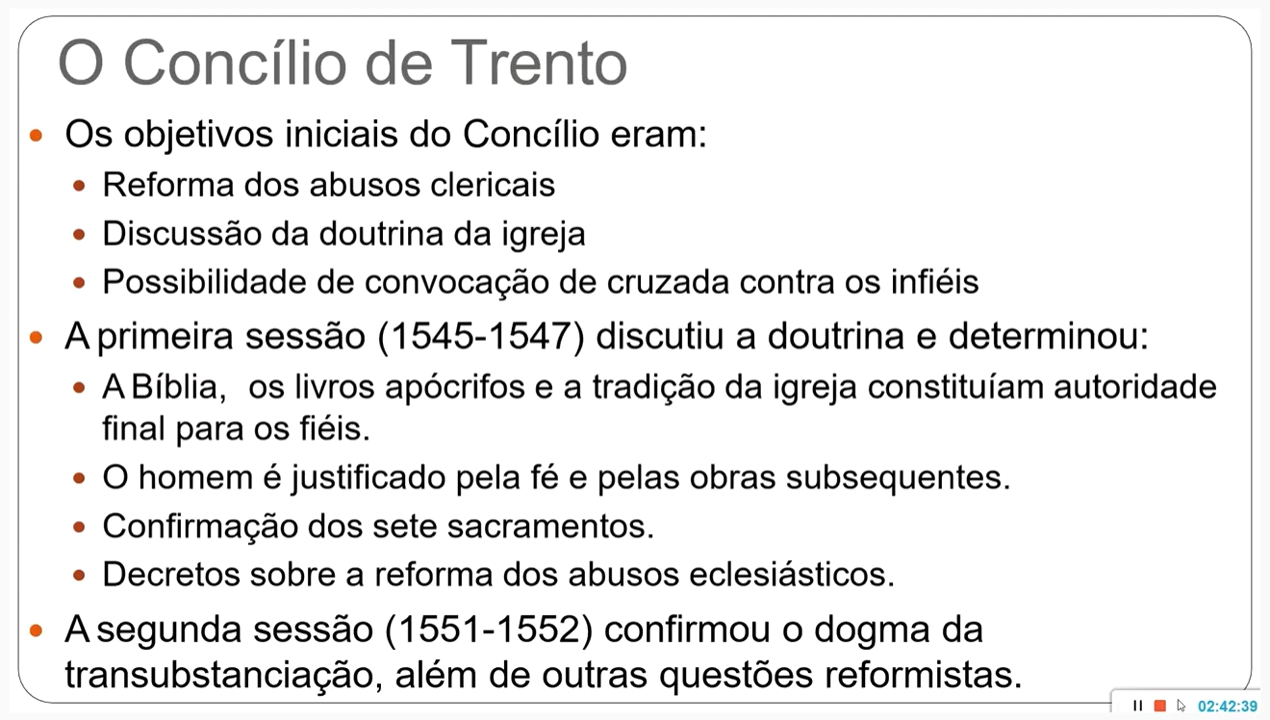 O Concílio de Trento
• Os objetivos iniciais do Concílio eram:
• Reforma dos abusos clericais
• Discussão da doutrina da igreja
• Possibilidade de convocação de cruzada contra os infiéis
• A primeira sessão (1545-1547) discutiu a doutrina e determinou:
• A Bíblia, os livros apócrifos e a tradição da igreja constituíam autoridade
final para os fiéis.
• O homem é justificado pela fé e pelas obras subsequentes.
• Confirmação dos sete sacramentos.
• Decretos sobre a reforma dos abusos eclesiásticos.
• A segunda sessão (1551-1552) confirmou o dogma da
transubstanciação, além de outras questões reformistas.
02:42:39